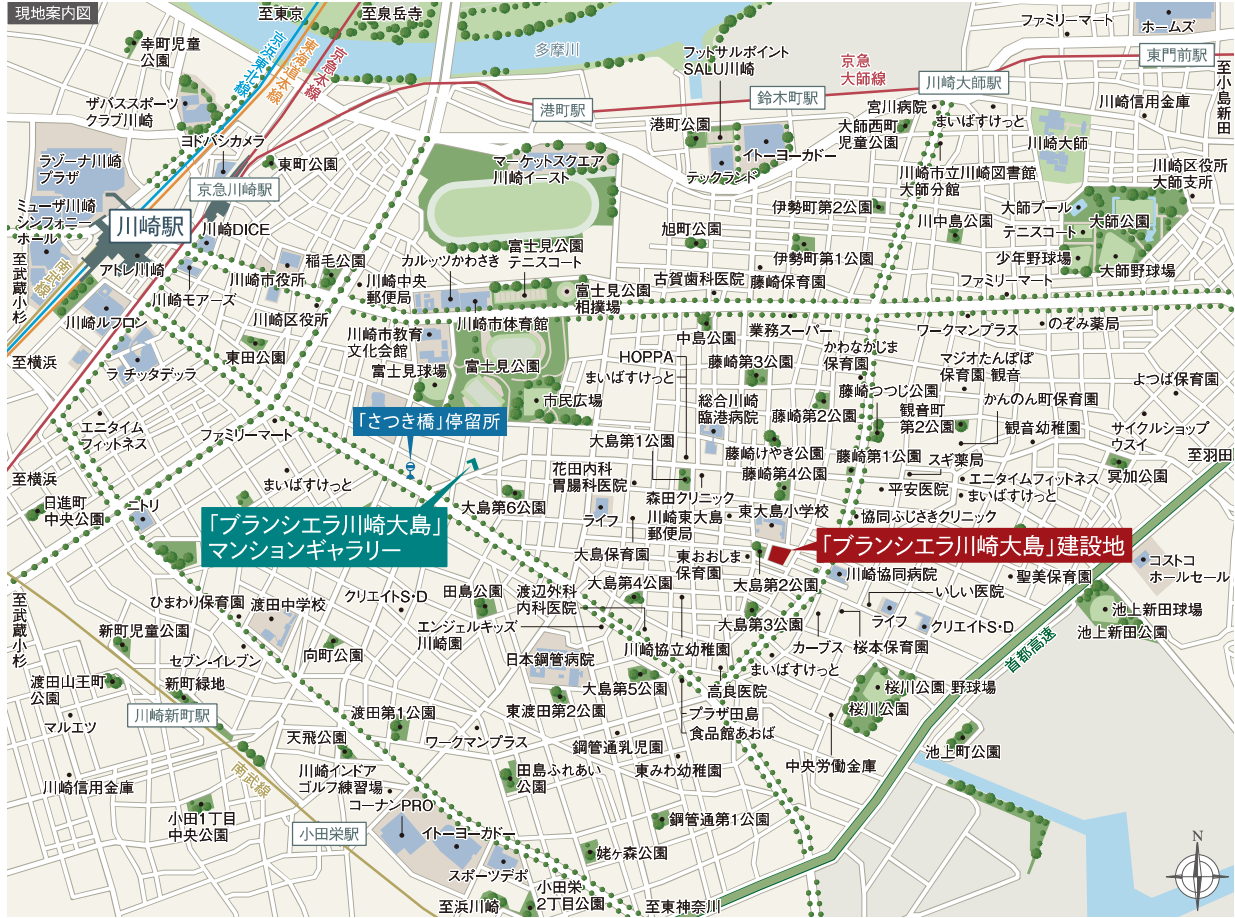 現地案内図
至東京
至泉岳寺
京浜東北線
東海道本線
京急本線
多摩川
ファミリーマート
ホームズ
幸町児童
公園
フットサルポイント
SALU川崎
京急
大師線
東門前駅
至小島新田
ザバススポーツ
クラブ川崎
港町駅
鈴木町駅
川崎大師駅
宮川病院
まいばすけっと
川崎信用金庫
ヨドバシカメラ
港町公園
大師西町
児童公園
東町公園
マーケットスクエア
川崎イースト
イトーヨーカドー
テックランド
川崎大師
ラゾーナ川崎
プラザ
京急川崎駅
川崎市立川崎図書館
大師分館
川崎区役所
大師支所
ミューザ川崎
シンフォニー
ホール
川崎駅
川崎DICE
伊勢町第2公園
大師プール
大師公園
川中島公園
テニスコート
旭町公園
富士見公園
テニスコート
カルッツかわさき
稲毛公園
アトレ川崎
伊勢町第1公園
少年野球場
大師野球場
至武蔵小杉
南武線
川崎市役所
川崎中央
郵便局
古賀歯科医院
藤崎保育園
ファミリーマート
川崎モアーズ
富士見公園
相撲場
川崎ルフロン
川崎区役所
川崎市体育館
川崎市教育
文化会館
中島公園
業務スーパー
ワークマンプラス
のぞみ薬局
至横浜
東田公園
HOPPA
かわなかじま
保育園
ラ チッタデッラ
富士見球場
富士見公園
まいばすけっと
藤崎第3公園
マジオたんぽぽ
保育園 観音
よつば保育園
市民広場
総合川崎
臨港病院
藤崎つつじ公園
かんのん町保育園
「さつき橋」停留所
藤崎第2公園
観音町
第2公園
エニタイム
フィットネス
ファミリーマート
大島第1公園
観音幼稚園
サイクルショップ
ウスイ
藤崎けやき公園
藤崎第1公園
スギ薬局
至羽田
至横浜
まいばすけっと
花田内科
胃腸科医院
藤崎第4公園
エニタイムフィットネス
まいばすけっと
冥加公園
平安医院
日進町
中央公園
ニトリ
大島第6公園
森田クリニック
ライフ
川崎東大島
郵便局
東大島小学校
協同ふじさきクリニック
「ブランシエラ川崎大島」
マンションギャラリー
「ブランシエラ川崎大島」建設地
大島保育園
東おおしま
保育園
コストコ
ホールセール
大島第2公園
川崎協同病院
聖美保育園
至武蔵小杉
ひまわり保育園
渡田中学校
クリエイトS・D
田島公園
渡辺外科
内科医院
大島第4公園
いしい医院
池上新田球場
新町児童公園
エンジェルキッズ
川崎園
大島第3公園
ライフ
クリエイトS・D
池上新田公園
セブン-イレブン
向町公園
川崎協立幼稚園
カーブス
桜本保育園
首都高速
日本鋼管病院
まいばすけっと
渡田山王町
公園
新町緑地
大島第5公園
高良医院
桜川公園 野球場
川崎新町駅
東渡田第2公園
プラザ田島
食品館あおば
桜川公園
マルエツ
渡田第1公園
天飛公園
ワークマンプラス
鋼管通乳児園
池上町公園
川崎信用金庫
南武線
川崎インドア
ゴルフ練習場
田島ふれあい
公園
東みわ幼稚園
中央労働金庫
コーナンPRO
小田1丁目
中央公園
小田栄駅
イトーヨーカドー
鋼管通第1公園
N
スポーツデポ
姥ヶ森公園
小田栄
2丁目公園
至浜川崎
至東神奈川